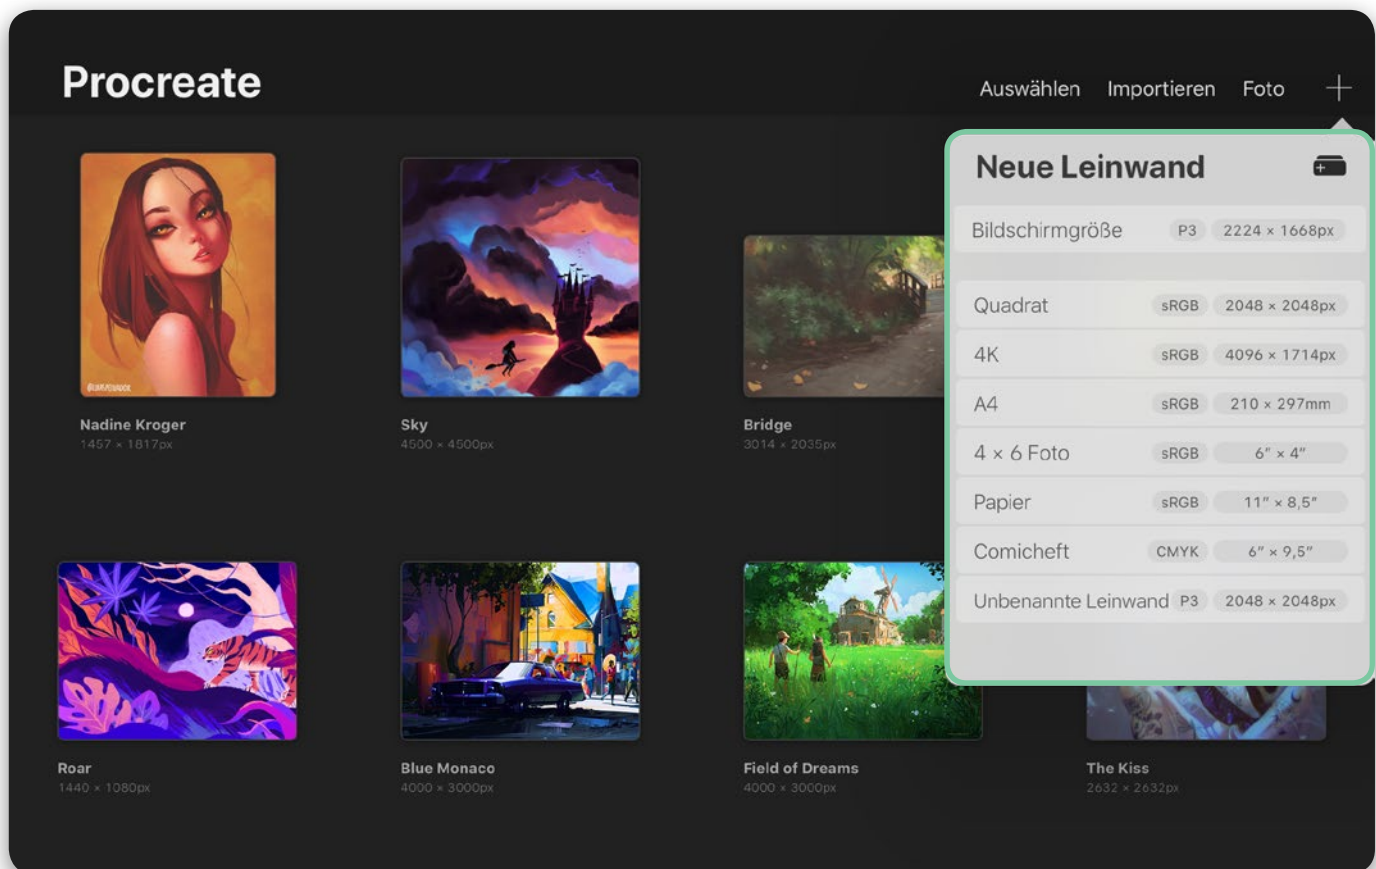 Procreate
Auswählen Importieren Foto
Neue Leinwand
Bildschirmgröße P3 2224 × 1668px
Quadrat sRGB 2048 × 2048px
4K sRGB 4096 × 1714px
A4 sRGB 210 × 297mm
4 × 6 Foto sRGB 6″ × 4″
Papier sRGB 11″ × 8,5″
Comicheft CMYK 6″ × 9,5″
Unbenannte Leinwand P3 2048 × 2048px
Nadine Kroger
1457 × 1817px
Sky
4500 × 4500px
Bridge
3014 × 2035px
Roar
1440 × 1080px
Blue Monaco
4000 × 3000px
Field of Dreams
4000 × 3000px
The Kiss
2632 × 2632px